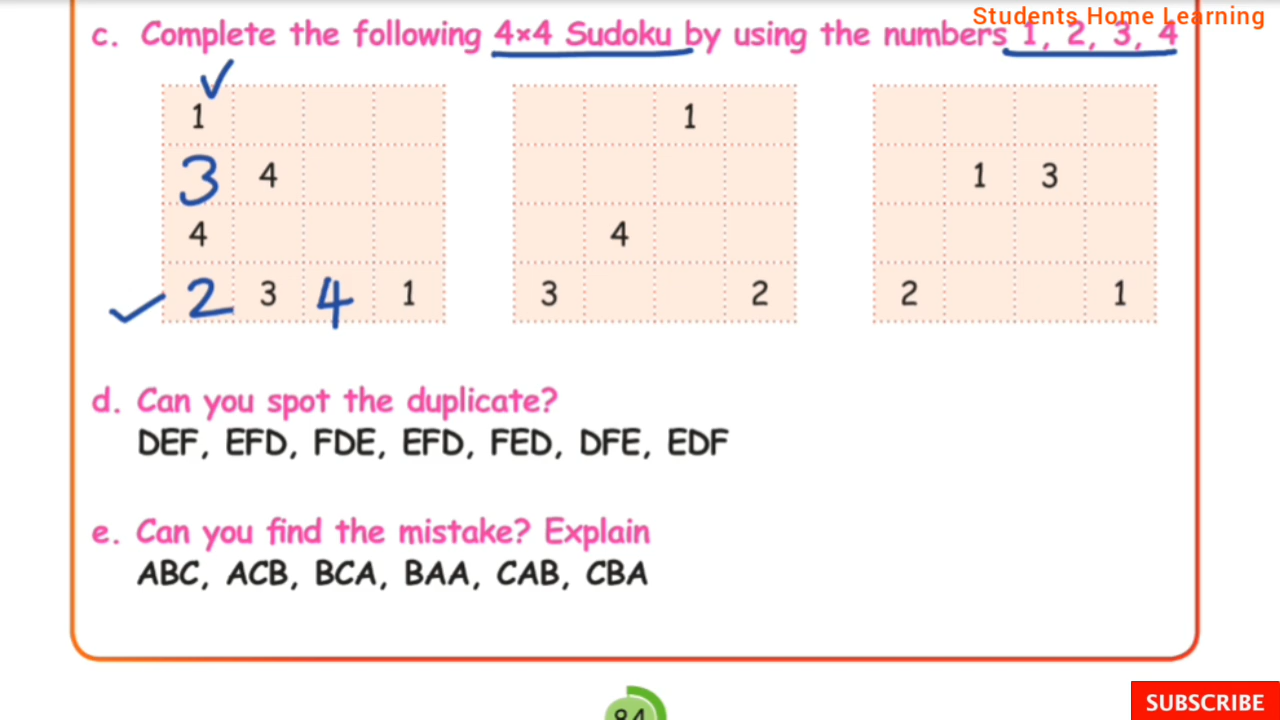 Students Home Learning
c. Complete the following 4×4 Sudoku by using the numbers 1, 2, 3, 4
1 1
3 4 1 3
4 4
2 3 4 1 3 2 2 1
d. Can you spot the duplicate?
DEF, EFD, FDE, EFD, FED, DFE, EDF
e. Can you find the mistake? Explain
ABC, ACB, BCA, BAA, CAB, CBA
84
SUBSCRIBE